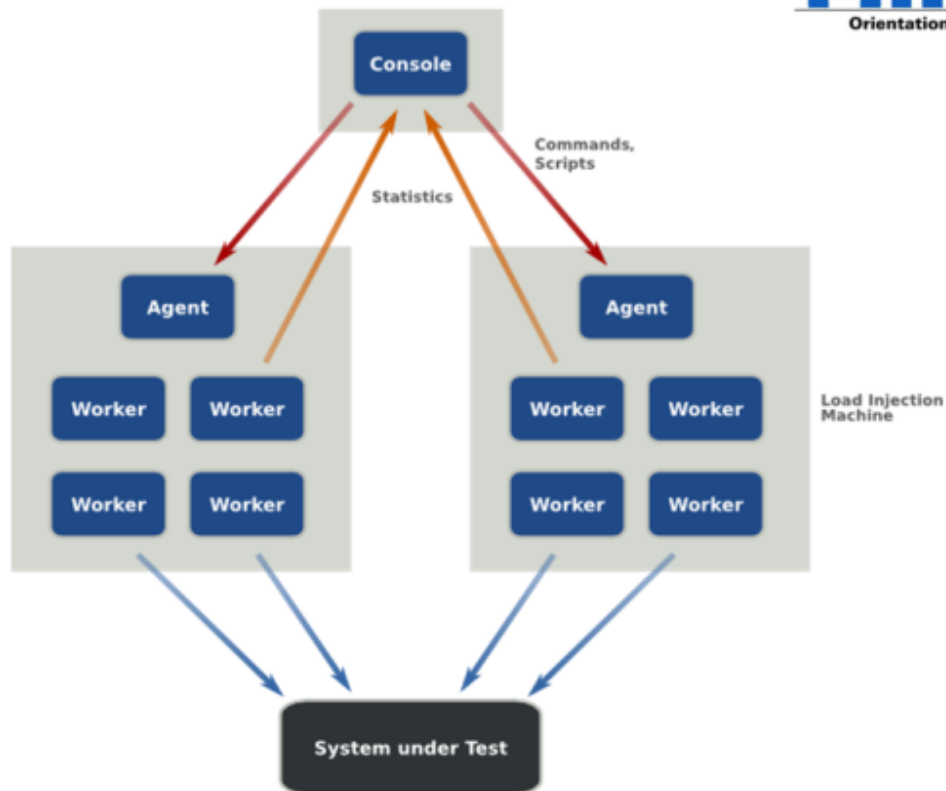 Orientation
Console
Commands,
Scripts
Statistics
Agent
Agent
Worker Worker
Worker Worker
Load Injection
Machine
Worker Worker
Worker Worker
System under Test